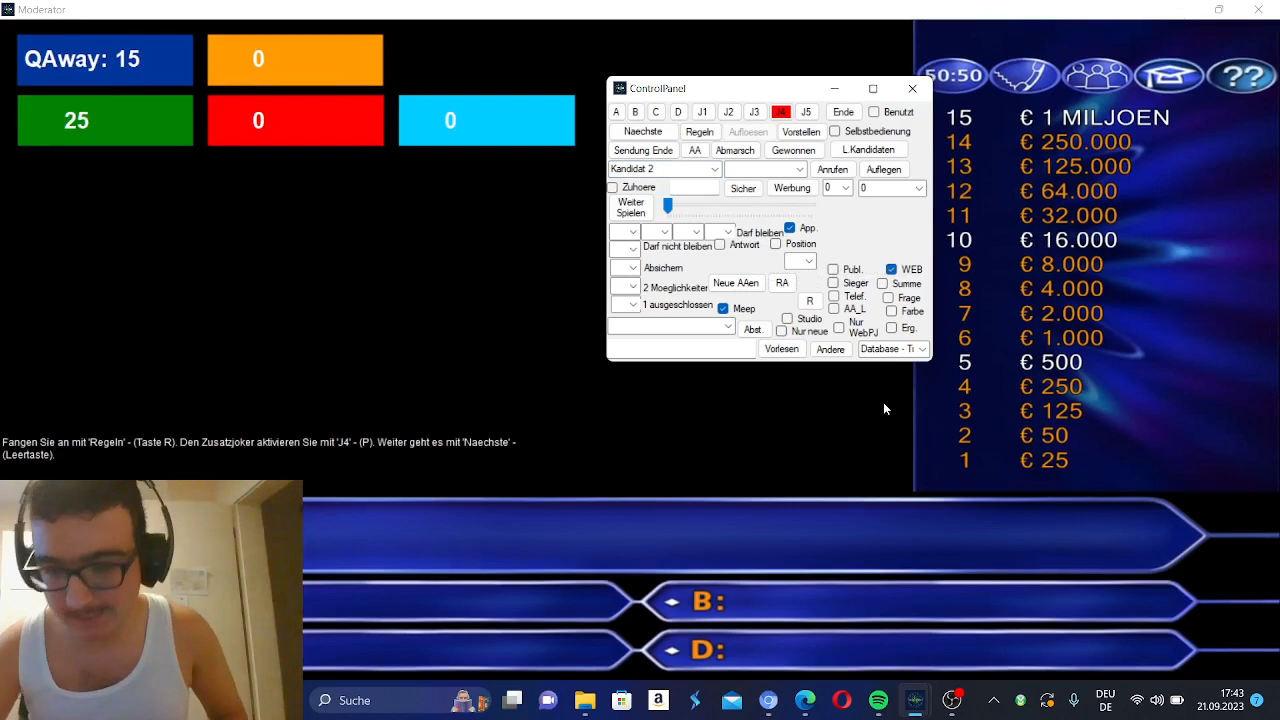 Moderator
QAway: 15
0
25
0
0
50:50
??
15 € 1 MILJOEN
14 € 250.000
13 € 125.000
12 € 64.000
11 € 32.000
10 € 16.000
9 € 8.000
8 € 4.000
7 € 2.000
6 € 1.000
5 € 500
4 € 250
3 € 125
2 € 50
1 € 25
ControlPanel
A B C D J1 J2 J3 J4 J5 Ende Benutzt
Naechste Regeln Aufloesen Vorstellen Selbstbedienung
Sendung Ende AA Abmarsch Gewonnen L.Kandidaten
Kandidat 2 Anrufen Auflegen
Zuhoere Sicher Werbung 0 0
Weiter
Spielen
Darf bleiben App.
Darf nicht bleiben Antwort Position
Absichern Publ. WEB
2 Moeglichkeiter Neue AAen RA Sieger Summe
1 ausgeschlossen Meep R Telef. Frage
AA_L Farbe
Abst. Studio Nur neue Nur
WebPJ Erg.
Vorlesen Andere Database - Tı
Fangen Sie an mit 'Regeln' - (Taste R). Den Zusatzjoker aktivieren Sie mit 'J4' - (P). Weiter geht es mit 'Naechste' -
(Leertaste).
B:
D:
Suche
DEU
DE
17:43
21.09.2023
7